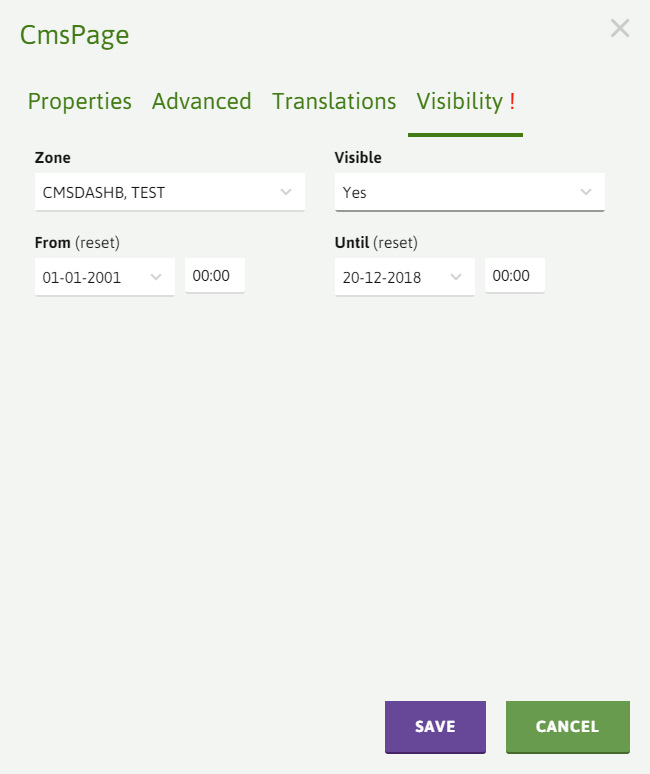 CmsPage
Properties Advanced Translations Visibility !
Zone Visible
CMSDASHB, TEST Yes
From (reset) Until (reset)
01-01-2001 00:00 20-12-2018 00:00
SAVE CANCEL